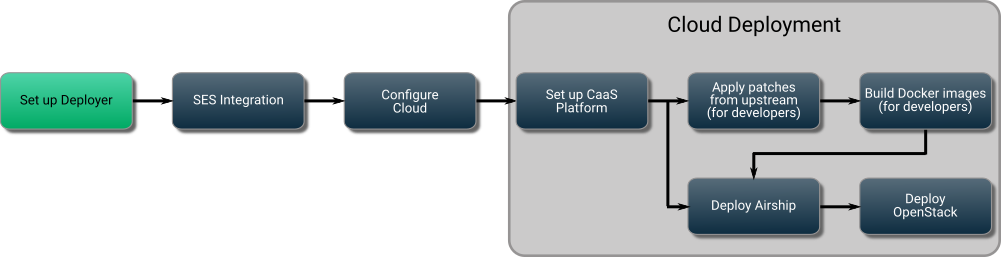 Cloud Deployment
Set up Deployer
SES Integration
Configure
Cloud
Set up CaaS
Platform
Apply patches
from upstream
(for developers)
Build Docker images
(for developers)
Deploy Airship
Deploy
OpenStack